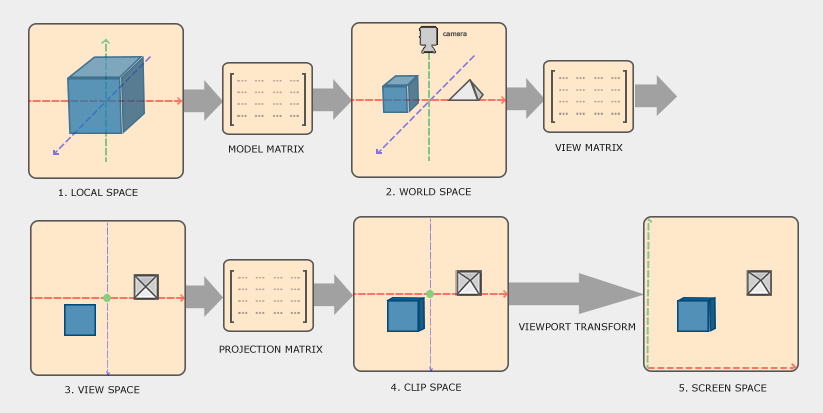 camera
MODEL MATRIX
VIEW MATRIX
1. LOCAL SPACE
2. WORLD SPACE
PROJECTION MATRIX
VIEWPORT TRANSFORM
3. VIEW SPACE
4. CLIP SPACE
5. SCREEN SPACE